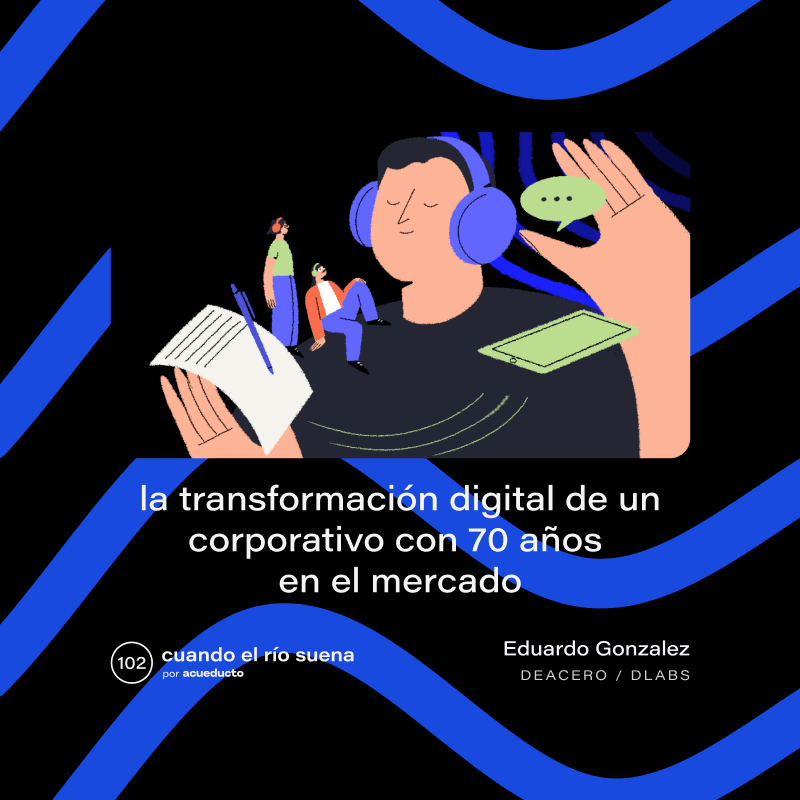 la transformación digital de un
corporativo con 70 años
en el mercado
102
cuando el río suena
por acueducto
Eduardo Gonzalez
DEACERO / DLABS